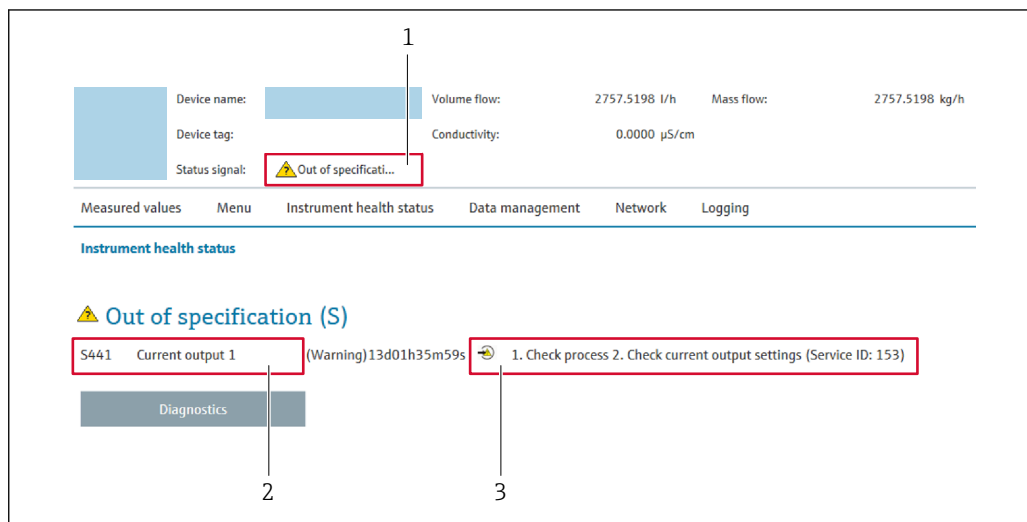 1
Device name: Volume flow: 2757.5198 l/h Mass flow: 2757.5198 kg/h
Device tag: Conductivity: 0.0000 µS/cm
Status signal: Out of specificati...
Measured values Menu Instrument health status Data management Network Logging
Instrument health status
Out of specification (S)
S441 Current output 1 (Warning)13d01h35m59s 1. Check process 2. Check current output settings (Service ID: 153)
Diagnostics
2 3